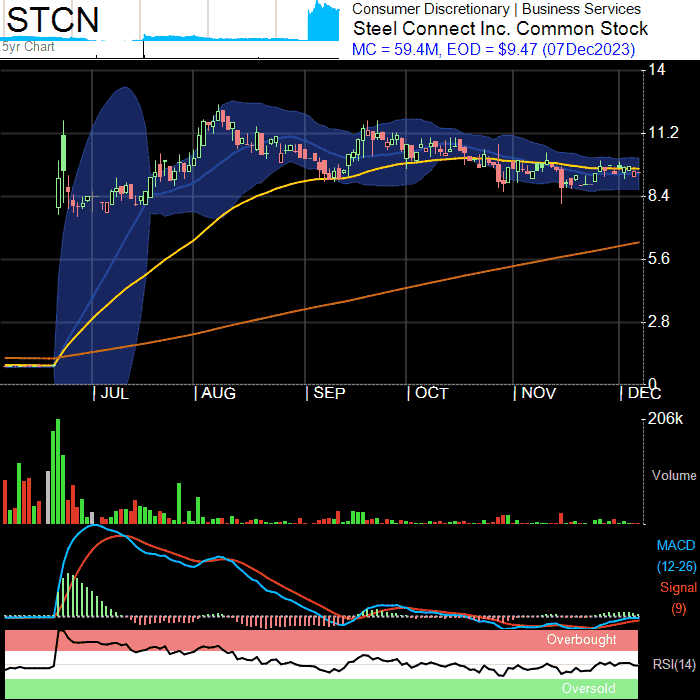 STCN
5yr Chart
Consumer Discretionary | Business Services
Steel Connect Inc. Common Stock
MC = 59.4M, EOD = $9.47 (07Dec2023)
14
11.2
8.4
5.6
2.8
0
| JUL | AUG | SEP | OCT | NOV | DEC
206k
Volume
MACD
(12-26)
Signal
(9)
Overbought
RSI(14)
Oversold